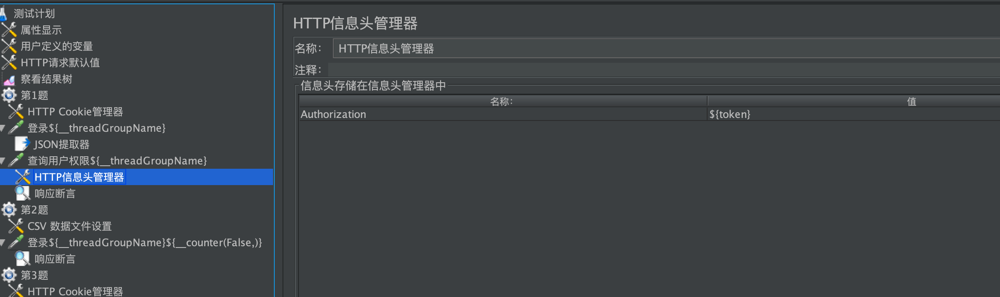 测试计划
属性显示
用户定义的变量
HTTP请求默认值
察看结果树
第1题
HTTP Cookie管理器
登录${__threadGroupName}
JSON提取器
查询用户权限${__threadGroupName}
HTTP信息头管理器
响应断言
第2题
CSV 数据文件设置
登录${__threadGroupName}${__counter(False,)}
响应断言
第3题
HTTP Cookie管理器
HTTP信息头管理器
名称： HTTP信息头管理器
注释：
信息头存储在信息头管理器中
名称： 值
Authorization ${token}